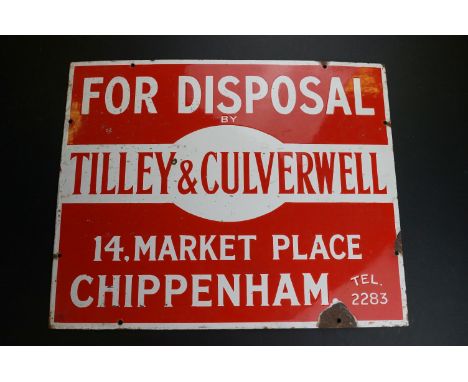 FOR DISPOSAL
BY
TILLEY & CULVERWELL
14, MARKET PLACE
CHIPPENHAM. TEL.
2283